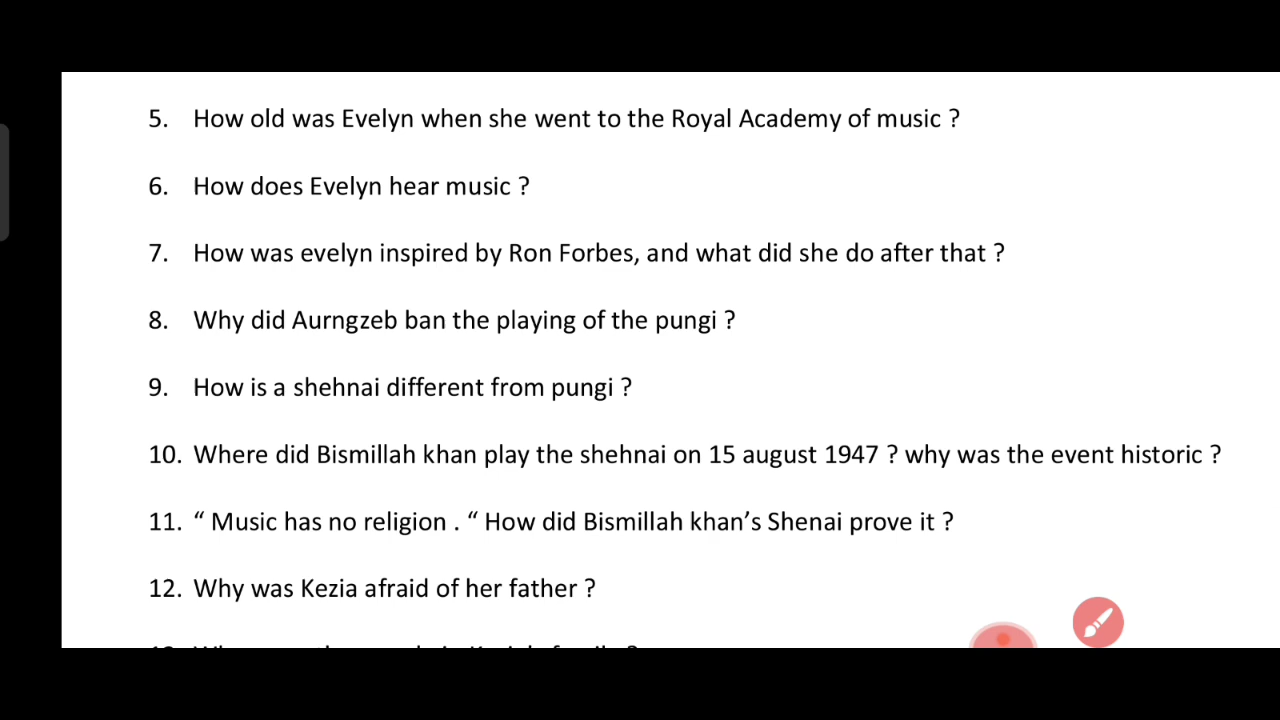 5. How old was Evelyn when she went to the Royal Academy of music ?
6. How does Evelyn hear music ?
7. How was evelyn inspired by Ron Forbes, and what did she do after that ?
8. Why did Aurngzeb ban the playing of the pungi ?
9. How is a shehnai different from pungi ?
10. Where did Bismillah khan play the shehnai on 15 august 1947 ? why was the event historic ?
11. “ Music has no religion . “ How did Bismillah khan’s Shenai prove it ?
12. Why was Kezia afraid of her father ?